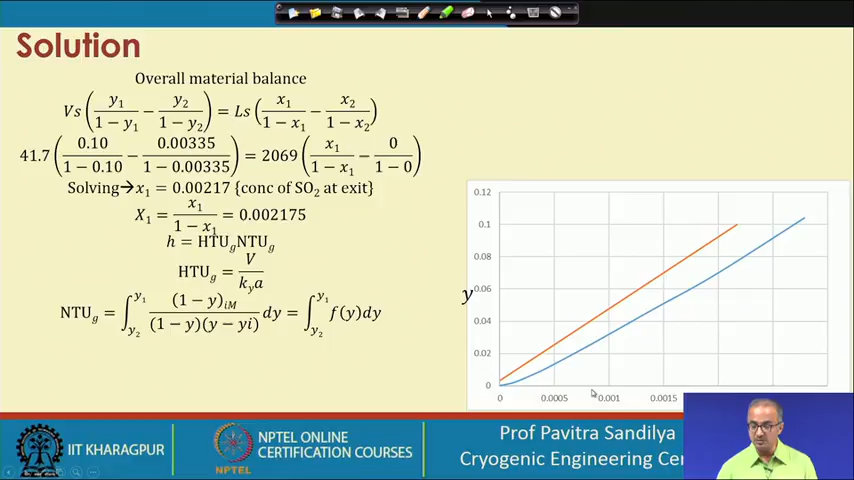 Solution
Overall material balance
Vs(y₁/(1 − y₁) − y₂/(1 − y₂)) = Ls(x₁/(1 − x₁) − x₂/(1 − x₂))
41.7(0.10/(1 − 0.10) − 0.00335/(1 − 0.00335)) = 2069(x₁/(1 − x₁) − 0/(1 − 0))
Solving→x₁ = 0.00217 {conc of SO₂ at exit}
X₁ = x₁/(1 − x₁) = 0.002175
h = HTU_gNTU_g
HTU_g = V/(k_ya)
NTU_g = ∫_{y₂}^{y₁} (1 − y)_{iM}/((1 − y)(y − yi)) dy = ∫_{y₂}^{y₁} f(y)dy
0.12
0.1
0.08
y 0.06
0.04
0.02
0
0 0.0005 0.001 0.0015
IIT KHARAGPUR
NPTEL
NPTEL ONLINE
CERTIFICATION COURSES
Prof Pavitra Sandilya
Cryogenic Engineering Cen